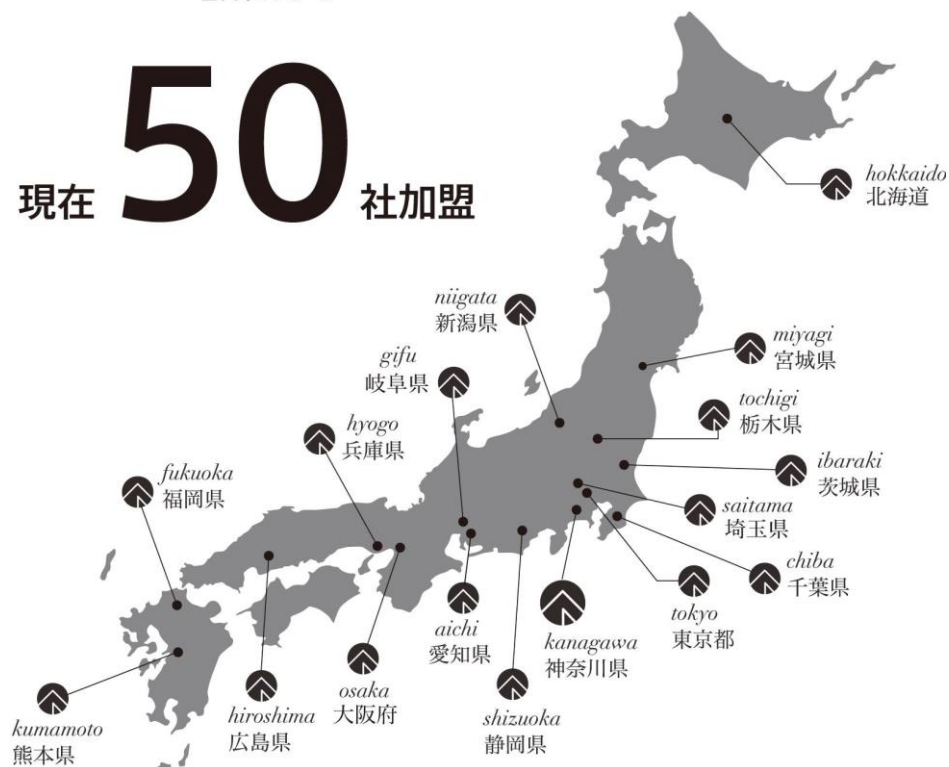 現在 50 社加盟
hokkaido
北海道
niigata
新潟県
miyagi
宮城県
gifu
岐阜県
tochigi
栃木県
hyogo
兵庫県
ibaraki
茨城県
fukuoka
福岡県
saitama
埼玉県
chiba
千葉県
tokyo
東京都
aichi
愛知県
kanagawa
神奈川県
osaka
大阪府
hiroshima
広島県
shizuoka
静岡県
kumamoto
熊本県